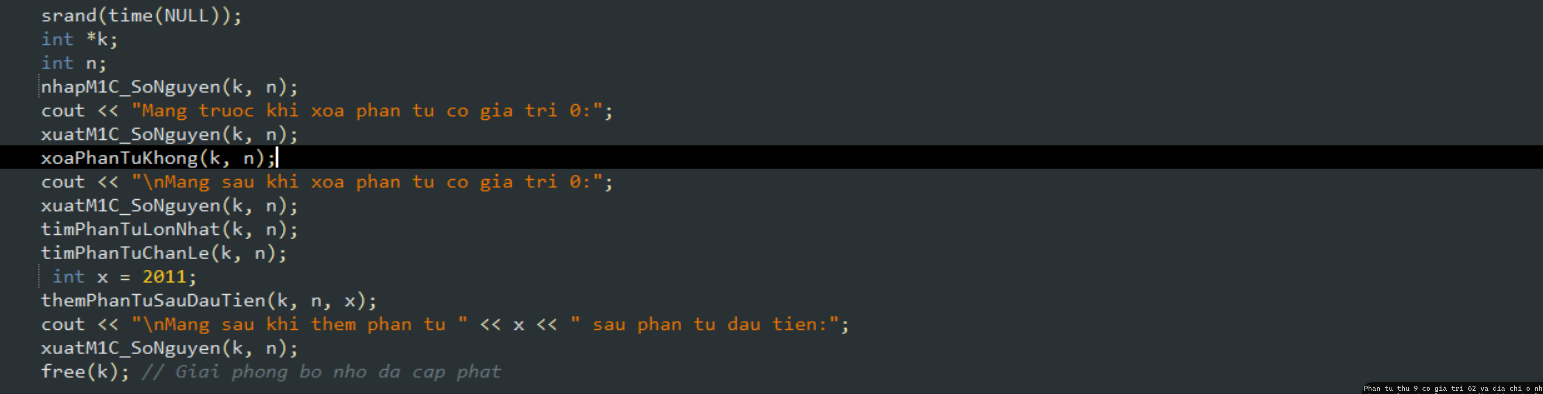 srand(time(NULL));
int *k;
int n;
nhapM1C_SoNguyen(k, n);
cout << "Mang truoc khi xoa phan tu co gia tri 0:";
xuatM1C_SoNguyen(k, n);
xoaPhanTuKhong(k, n);
cout << "\nMang sau khi xoa phan tu co gia tri 0:";
xuatM1C_SoNguyen(k, n);
timPhanTuLonNhat(k, n);
timPhanTuChanLe(k, n);
int x = 2011;
themPhanTuSauDauTien(k, n, x);
cout << "\nMang sau khi them phan tu " << x << " sau phan tu dau tien:";
xuatM1C_SoNguyen(k, n);
free(k); // Giai phong bo nho da cap phat
Phan tu thu 9 co gia tri 62 va dia chi o nh